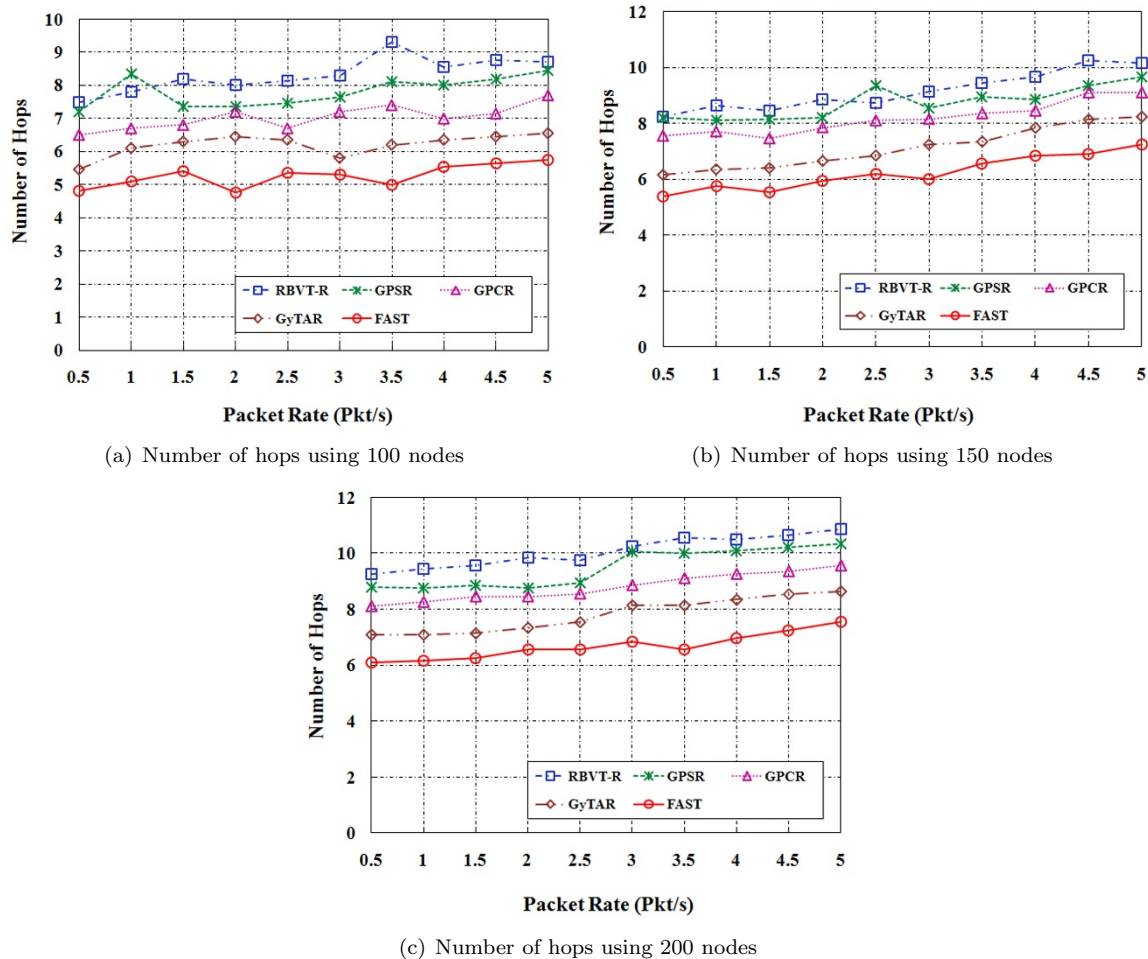 10
9
8
7
6
5
4
3
2
1
0
Number of Hops
RBVT-R GPSR GPCR
GyTAR FAST
0.5 1 1.5 2 2.5 3 3.5 4 4.5 5
Packet Rate (Pkt/s)
(a) Number of hops using 100 nodes
12
10
8
6
4
2
0
Number of Hops
RBVT-R GPSR GPCR
GyTAR FAST
0.5 1 1.5 2 2.5 3 3.5 4 4.5 5
Packet Rate (Pkt/s)
(b) Number of hops using 150 nodes
12
10
8
6
4
2
0
Number of Hops
RBVT-R GPSR GPCR
GyTAR FAST
0.5 1 1.5 2 2.5 3 3.5 4 4.5 5
Packet Rate (Pkt/s)
(c) Number of hops using 200 nodes